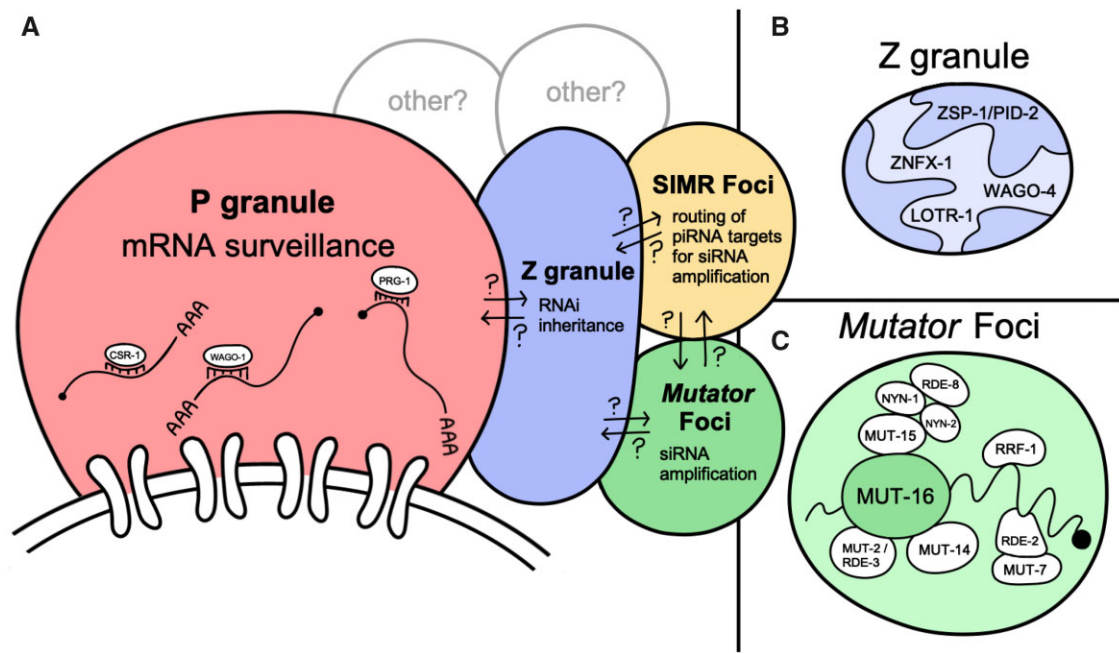 A
other?
other?
P granule
mRNA surveillance
PRG-1
CSR-1
AAA
WAGO-1
AAA
AAA
?
?
Z granule
RNAi
inheritance
?
?
SIMR Foci
routing of
piRNA targets
for siRNA
amplification
?
?
?
?
Mutator
Foci
siRNA
amplification
B
Z granule
ZSP-1/PID-2
ZNFX-1
WAGO-4
LOTR-1
C
Mutator Foci
RDE-8
NYN-1
NYN-2
MUT-15
RRF-1
MUT-16
MUT-2 /
RDE-3
MUT-14
RDE-2
MUT-7